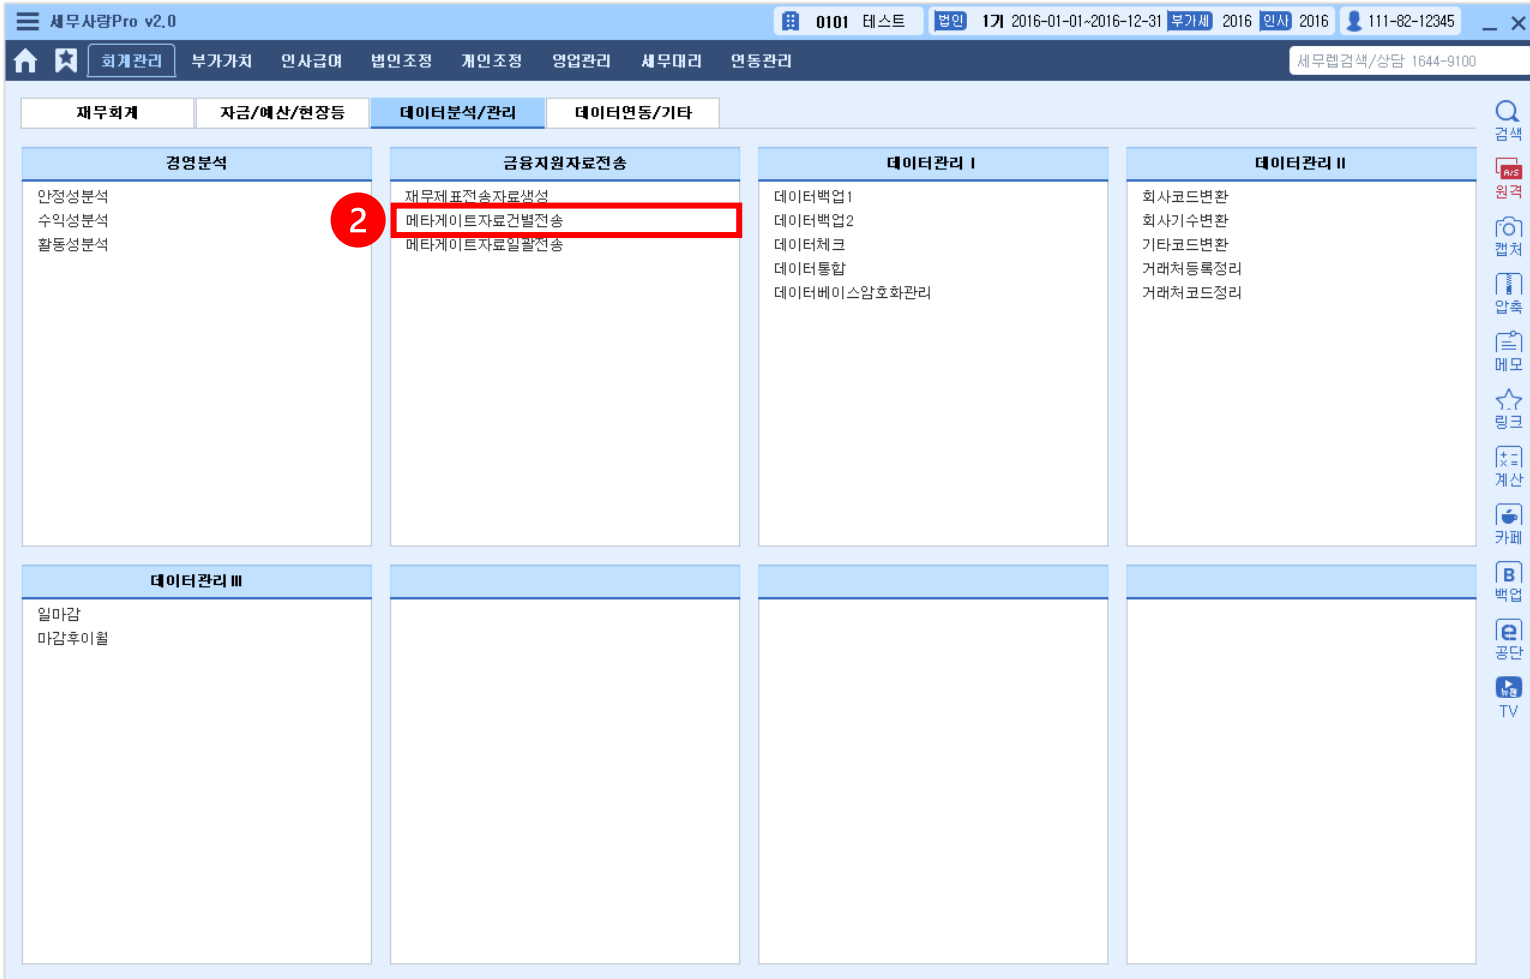 세무사랑Pro v2.0
0101 테스트 법인 1기 2016-01-01~2016-12-31 부가세 2016 인사 2016 111-82-12345
회계관리 부가가치 인사급여 법인조정 개인조정 영업관리 세무대리 연동관리 세무렙검색/상담 1644-9100
재무회계 자금/예산/현장등 데이터분석/관리 데이터연동/기타
경영분석
안정성분석
수익성분석
활동성분석
금융지원자료전송
재무제표전송자료생성
2 메타게이트자료건별전송
메타게이트자료일괄전송
데이터관리 I
데이터백업1
데이터백업2
데이터체크
데이터통합
데이터베이스암호화관리
데이터관리 II
회사코드변환
회사기수변환
기타코드변환
거래처등록정리
거래처코드정리
데이터관리 III
일마감
마감후이월
검색
A/S
원격
캡처
압축
메모
링크
계산
카페
B
백업
e
공단
뉴젠
TV